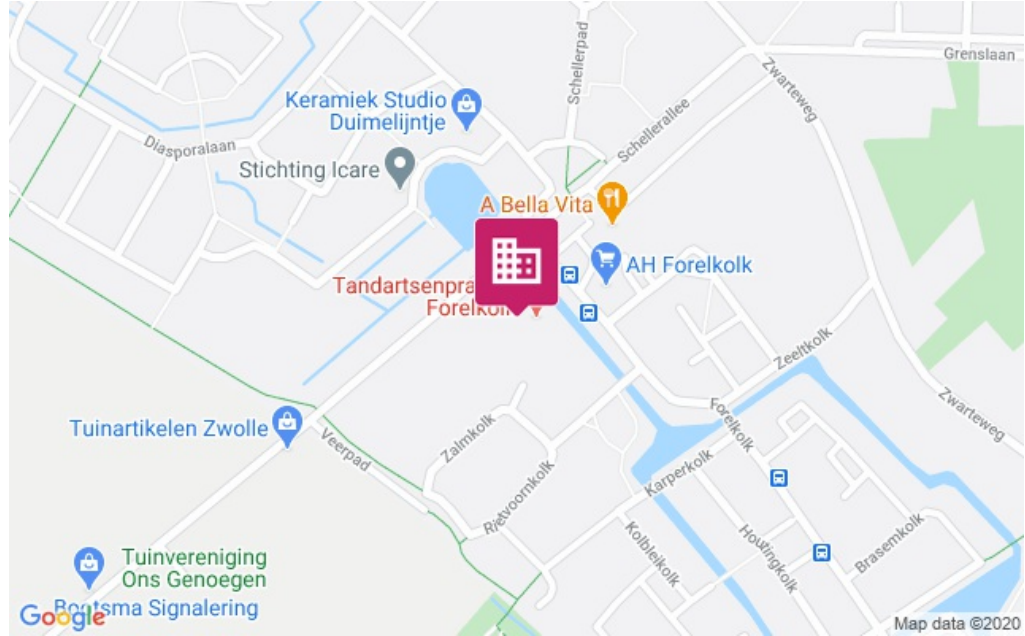 Grenslaan
Schellerpad
Zwarteweg
Keramiek Studio
Duimelijntje
Diasporalaan
Schellerallee
Stichting Icare
A Bella Vita
AH Forelkolk
Tandartsenpra
Forelkolk
Zeeltkolk
Zwarteweg
Forelkolk
Tuinartikelen Zwolle
Zalmkolk
Veerpad
Karperkolk
Rietvoornkolk
Kolbleikolk
Houtingkolk
Brasemkolk
Tuinvereniging
Ons Genoegen
Bootsma Signalering
Google
Map data ©2020